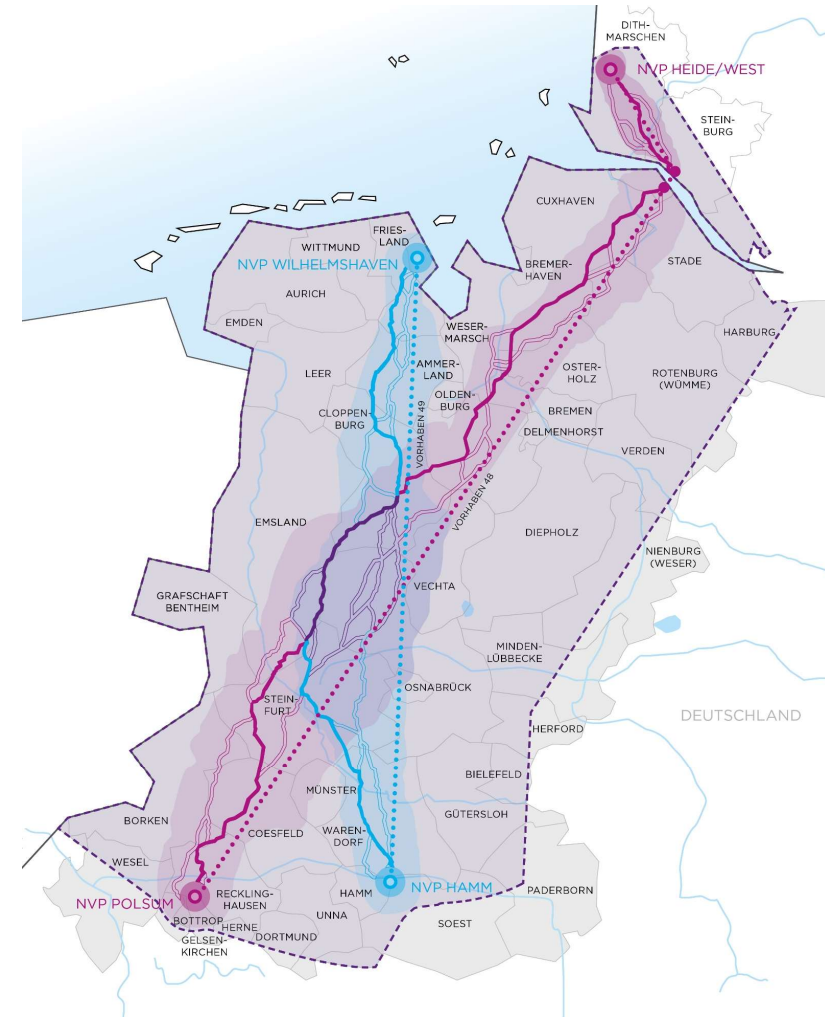 DITH-
MARSCHEN
NVP HEIDE/WEST
STEIN-
BURG
CUXHAVEN
FRIES-
LAND
WITTMUND
NVP WILHELMSHAVEN
BREMER-
HAVEN
STADE
AURICH
EMDEN
WESER-
MARSCH
HARBURG
LEER
AMMER-
LAND
OSTER-
HOLZ
ROTENBURG
(WÜMME)
OLDEN-
BURG
CLOPPEN-
BURG
BREMEN
DELMENHORST
VORHABEN 49
VERDEN
VORHABEN 48
EMSLAND
DIEPHOLZ
NIENBURG
(WESER)
VECHTA
GRAFSCHAFT
BENTHEIM
MINDEN-
LÜBBECKE
OSNABRÜCK
STEIN-
FURT
DEUTSCHLAND
HERFORD
BIELEFELD
MÜNSTER
GÜTERSLOH
BORKEN
COESFELD
WAREN-
DORF
WESEL
NVP HAMM
PADERBORN
HAMM
RECKLING-
HAUSEN
NVP POLSUM
UNNA
SOEST
BOTTROP
HERNE
DORTMUND
GELSEN-
KIRCHEN